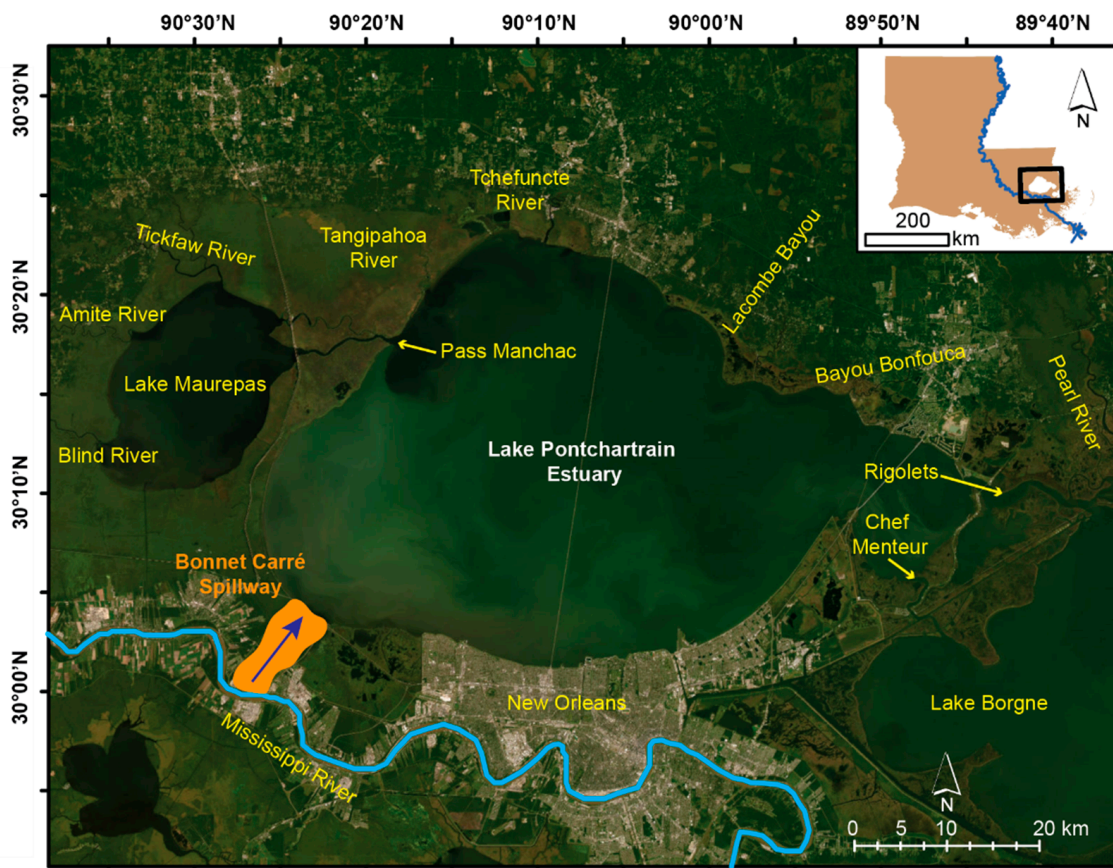 90°30'W
90°20'W
90°10'W
90°00'W
89°50'W
89°40'W
30°30'N
30°20'N
30°10'N
30°00'N
N
200
km
Tchefuncte
River
Tickfaw River
Tangipahoa
River
Lacombe Bayou
Amite River
Pass Manchac
Bayou Bonfouca
Pearl River
Lake Maurepas
Blind River
Lake Pontchartrain
Estuary
Rigolets
Chef
Menteur
Bonnet Carré
Spillway
New Orleans
Lake Borgne
Mississippi River
N
0 5 10 20 km